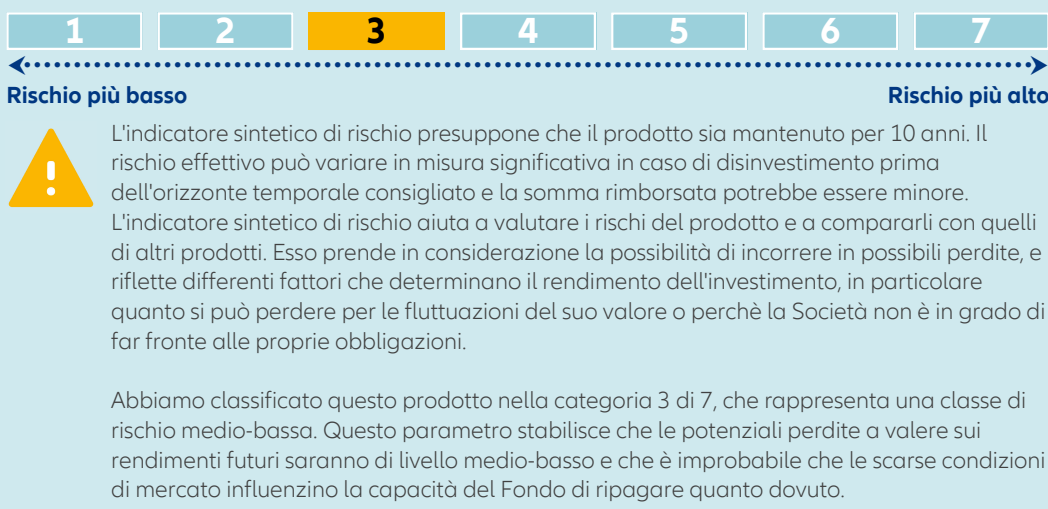 1 2 3 4 5 6 7
Rischio più basso Rischio più alto
L'indicatore sintetico di rischio presuppone che il prodotto sia mantenuto per 10 anni. Il
rischio effettivo può variare in misura significativa in caso di disinvestimento prima
dell'orizzonte temporale consigliato e la somma rimborsata potrebbe essere minore.
L'indicatore sintetico di rischio aiuta a valutare i rischi del prodotto e a compararli con quelli
di altri prodotti. Esso prende in considerazione la possibilità di incorrere in possibili perdite, e
riflette differenti fattori che determinano il rendimento dell'investimento, in particolare
quanto si può perdere per le fluttuazioni del suo valore o perchè la Società non è in grado di
far fronte alle proprie obbligazioni.
Abbiamo classificato questo prodotto nella categoria 3 di 7, che rappresenta una classe di
rischio medio-bassa. Questo parametro stabilisce che le potenziali perdite a valere sui
rendimenti futuri saranno di livello medio-basso e che è improbabile che le scarse condizioni
di mercato influenzino la capacità del Fondo di ripagare quanto dovuto.